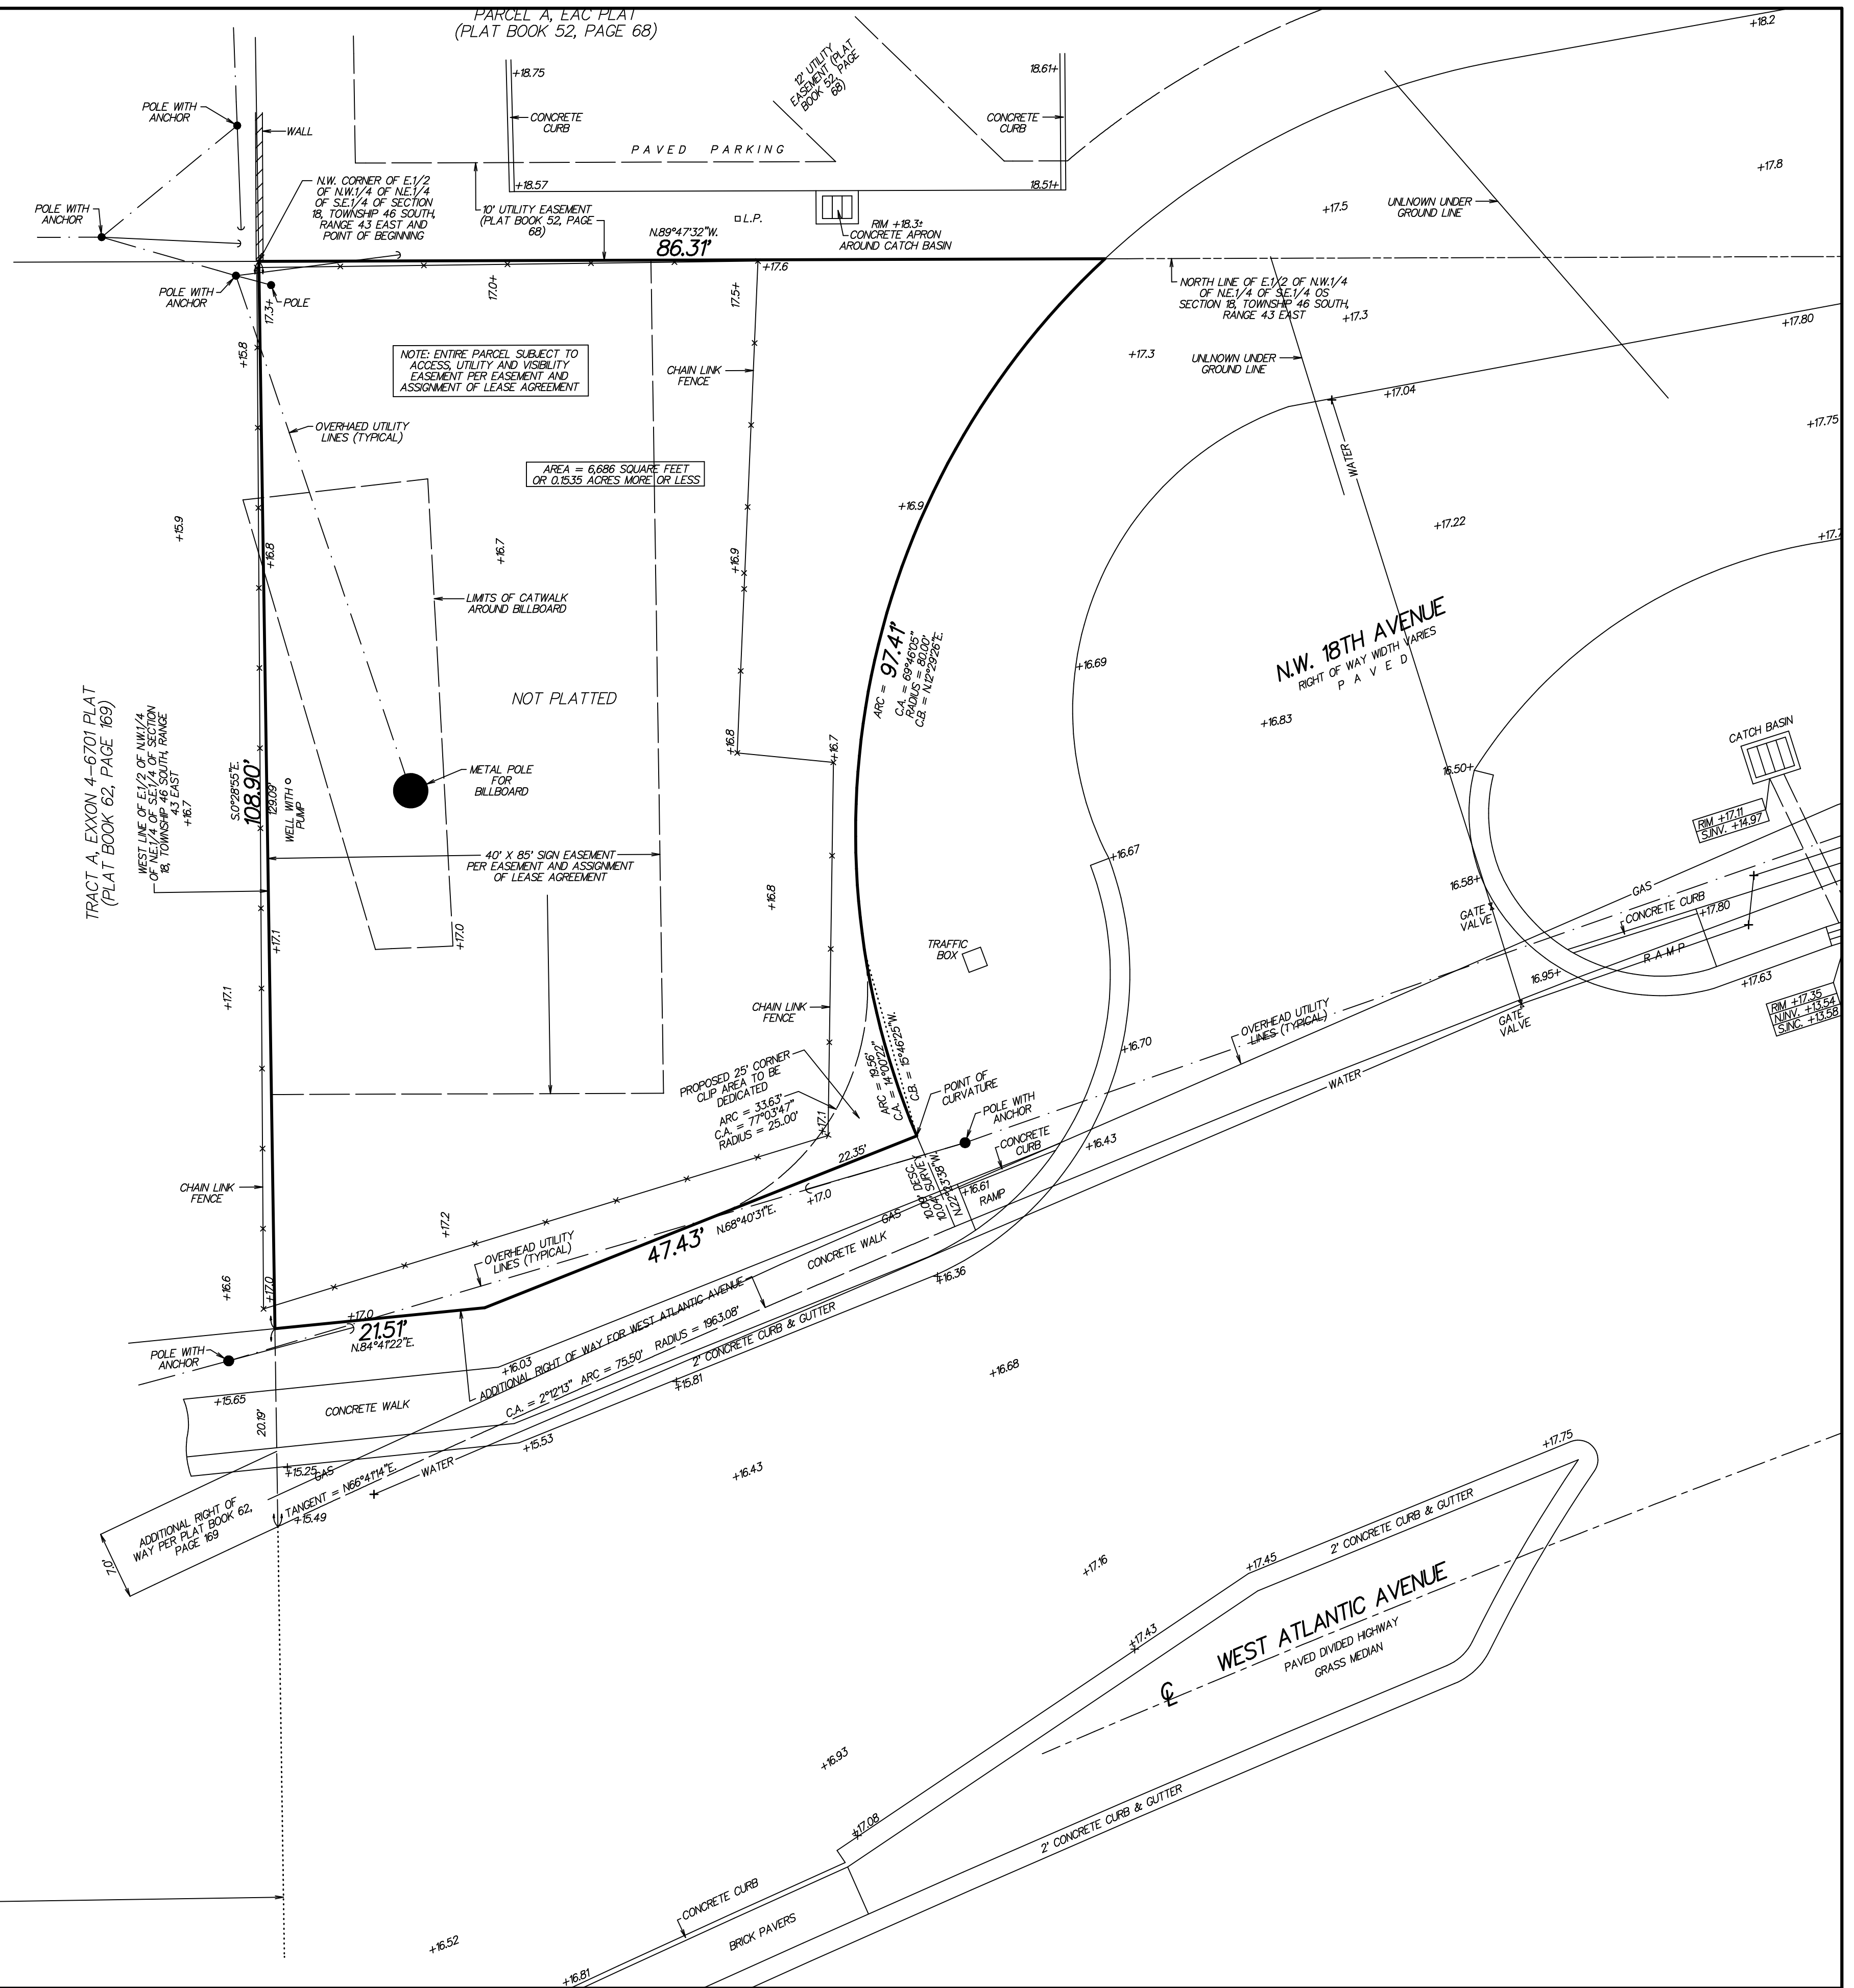 PARCEL A, EAC PLAT
(PLAT BOOK 52, PAGE 68)
12' UTILITY
EASEMENT (PLAT
BOOK 52, PAGE
68)
+18.75
18.61+
+18.2
POLE WITH
ANCHOR
WALL
CONCRETE
CURB
CONCRETE
CURB
PAVED PARKING
+17.8
N.W. CORNER OF E.1/2
OF N.W.1/4 OF N.E.1/4
OF S.E.1/4 OF SECTION
18, TOWNSHIP 46 SOUTH,
RANGE 43 EAST AND
POINT OF BEGINNING
+18.57
18.51+
POLE WITH
ANCHOR
10' UTILITY EASEMENT
(PLAT BOOK 52, PAGE
68)
L.P.
RIM +18.3±
CONCRETE APRON
AROUND CATCH BASIN
+17.5
UNLNOWN UNDER
GROUND LINE
N.89°47'32"W.
86.31'
+17.6
POLE WITH
ANCHOR
POLE
17.3+
17.0+
17.5+
NORTH LINE OF E.1/2 OF N.W.1/4
OF N.E.1/4 OF S.E.1/4 OS
SECTION 18, TOWNSHIP 46 SOUTH,
RANGE 43 EAST
+17.3
+17.80
+15.8
NOTE: ENTIRE PARCEL SUBJECT TO
ACCESS, UTILITY AND VISIBILITY
EASEMENT PER EASEMENT AND
ASSIGNMENT OF LEASE AGREEMENT
CHAIN LINK
FENCE
+17.3
UNLNOWN UNDER
GROUND LINE
+17.04
+17.75
OVERHAED UTILITY
LINES (TYPICAL)
WATER
AREA = 6,686 SQUARE FEET
OR 0.1535 ACRES MORE OR LESS
+16.9
+17.22
+15.9
+16.8
+16.7
+16.9
LIMITS OF CATWALK
AROUND BILLBOARD
N.W. 18TH AVENUE
RIGHT OF WAY WIDTH VARIES
PAVED
ARC = 97.41'
C.A. = 69°46'05"
RADIUS = 80.00'
C.B. = N.12°29'26"E.
+16.69
NOT PLATTED
TRACT A, EXXON 4-6701 PLAT
(PLAT BOOK 62, PAGE 169)
WEST LINE OF E.1/2 OF N.W.1/4
OF N.E.1/4 OF S.E.1/4 OF SECTION
18, TOWNSHIP 46 SOUTH, RANGE
43 EAST
+16.7
S.0°28'55"E.
108.90'
129.09'
WELL WITH
PUMP
+16.8
+16.7
+16.83
CATCH BASIN
METAL POLE
FOR
BILLBOARD
16.50+
RIM +17.11
S.INV. +14.97
40' X 85' SIGN EASEMENT
PER EASEMENT AND ASSIGNMENT
OF LEASE AGREEMENT
+16.67
+16.8
16.58+
GATE
VALVE
GAS
CONCRETE CURB
+17.80
+17.1
+17.0
TRAFFIC
BOX
RAMP
16.95+
+17.63
+17.1
CHAIN LINK
FENCE
GATE
VALVE
RIM +17.35
N.INV. +13.54
S.INC. +13.58
OVERHEAD UTILITY
LINES (TYPICAL)
+16.70
PROPOSED 25' CORNER
CLIP AREA TO BE
DEDICATED
ARC = 33.63'
C.A. = 77°03'47"
RADIUS = 25.00'
ARC = 19.56'
C.A. = 14°00'22"
C.B. = 15°46'25"W.
POINT OF
CURVATURE
POLE WITH
ANCHOR
WATER
+17.1
22.35'
CONCRETE
CURB
+16.43
CHAIN LINK
FENCE
10.00' DESC.
10.04' SURVEY
N.22°23'38"W.
+16.61
RAMP
+17.0
GAS
N.68°40'31"E.
47.43'
+17.2
OVERHEAD UTILITY
LINES (TYPICAL)
CONCRETE WALK
+16.36
+16.6
+17.0
+17.0
21.51'
N.84°41'22"E.
POLE WITH
ANCHOR
+16.03
ADDITIONAL RIGHT OF WAY FOR WEST ATLANTIC AVENUE
C.A. = 2°12'13" ARC = 75.50' RADIUS = 1963.08'
2' CONCRETE CURB & GUTTER
+15.81
+16.68
+15.65
CONCRETE WALK
20.19'
+15.53
+15.25
GAS
WATER
TANGENT = N66°41'14"E.
+15.49
+16.43
ADDITIONAL RIGHT OF
WAY PER PLAT BOOK 62,
PAGE 169
7.0'
+17.75
2' CONCRETE CURB & GUTTER
+17.16
+17.45
WEST ATLANTIC AVENUE
PAVED DIVIDED HIGHWAY
GRASS MEDIAN
+17.43
+16.93
+17.08
2' CONCRETE CURB & GUTTER
CONCRETE CURB
BRICK PAVERS
+16.52
+16.81